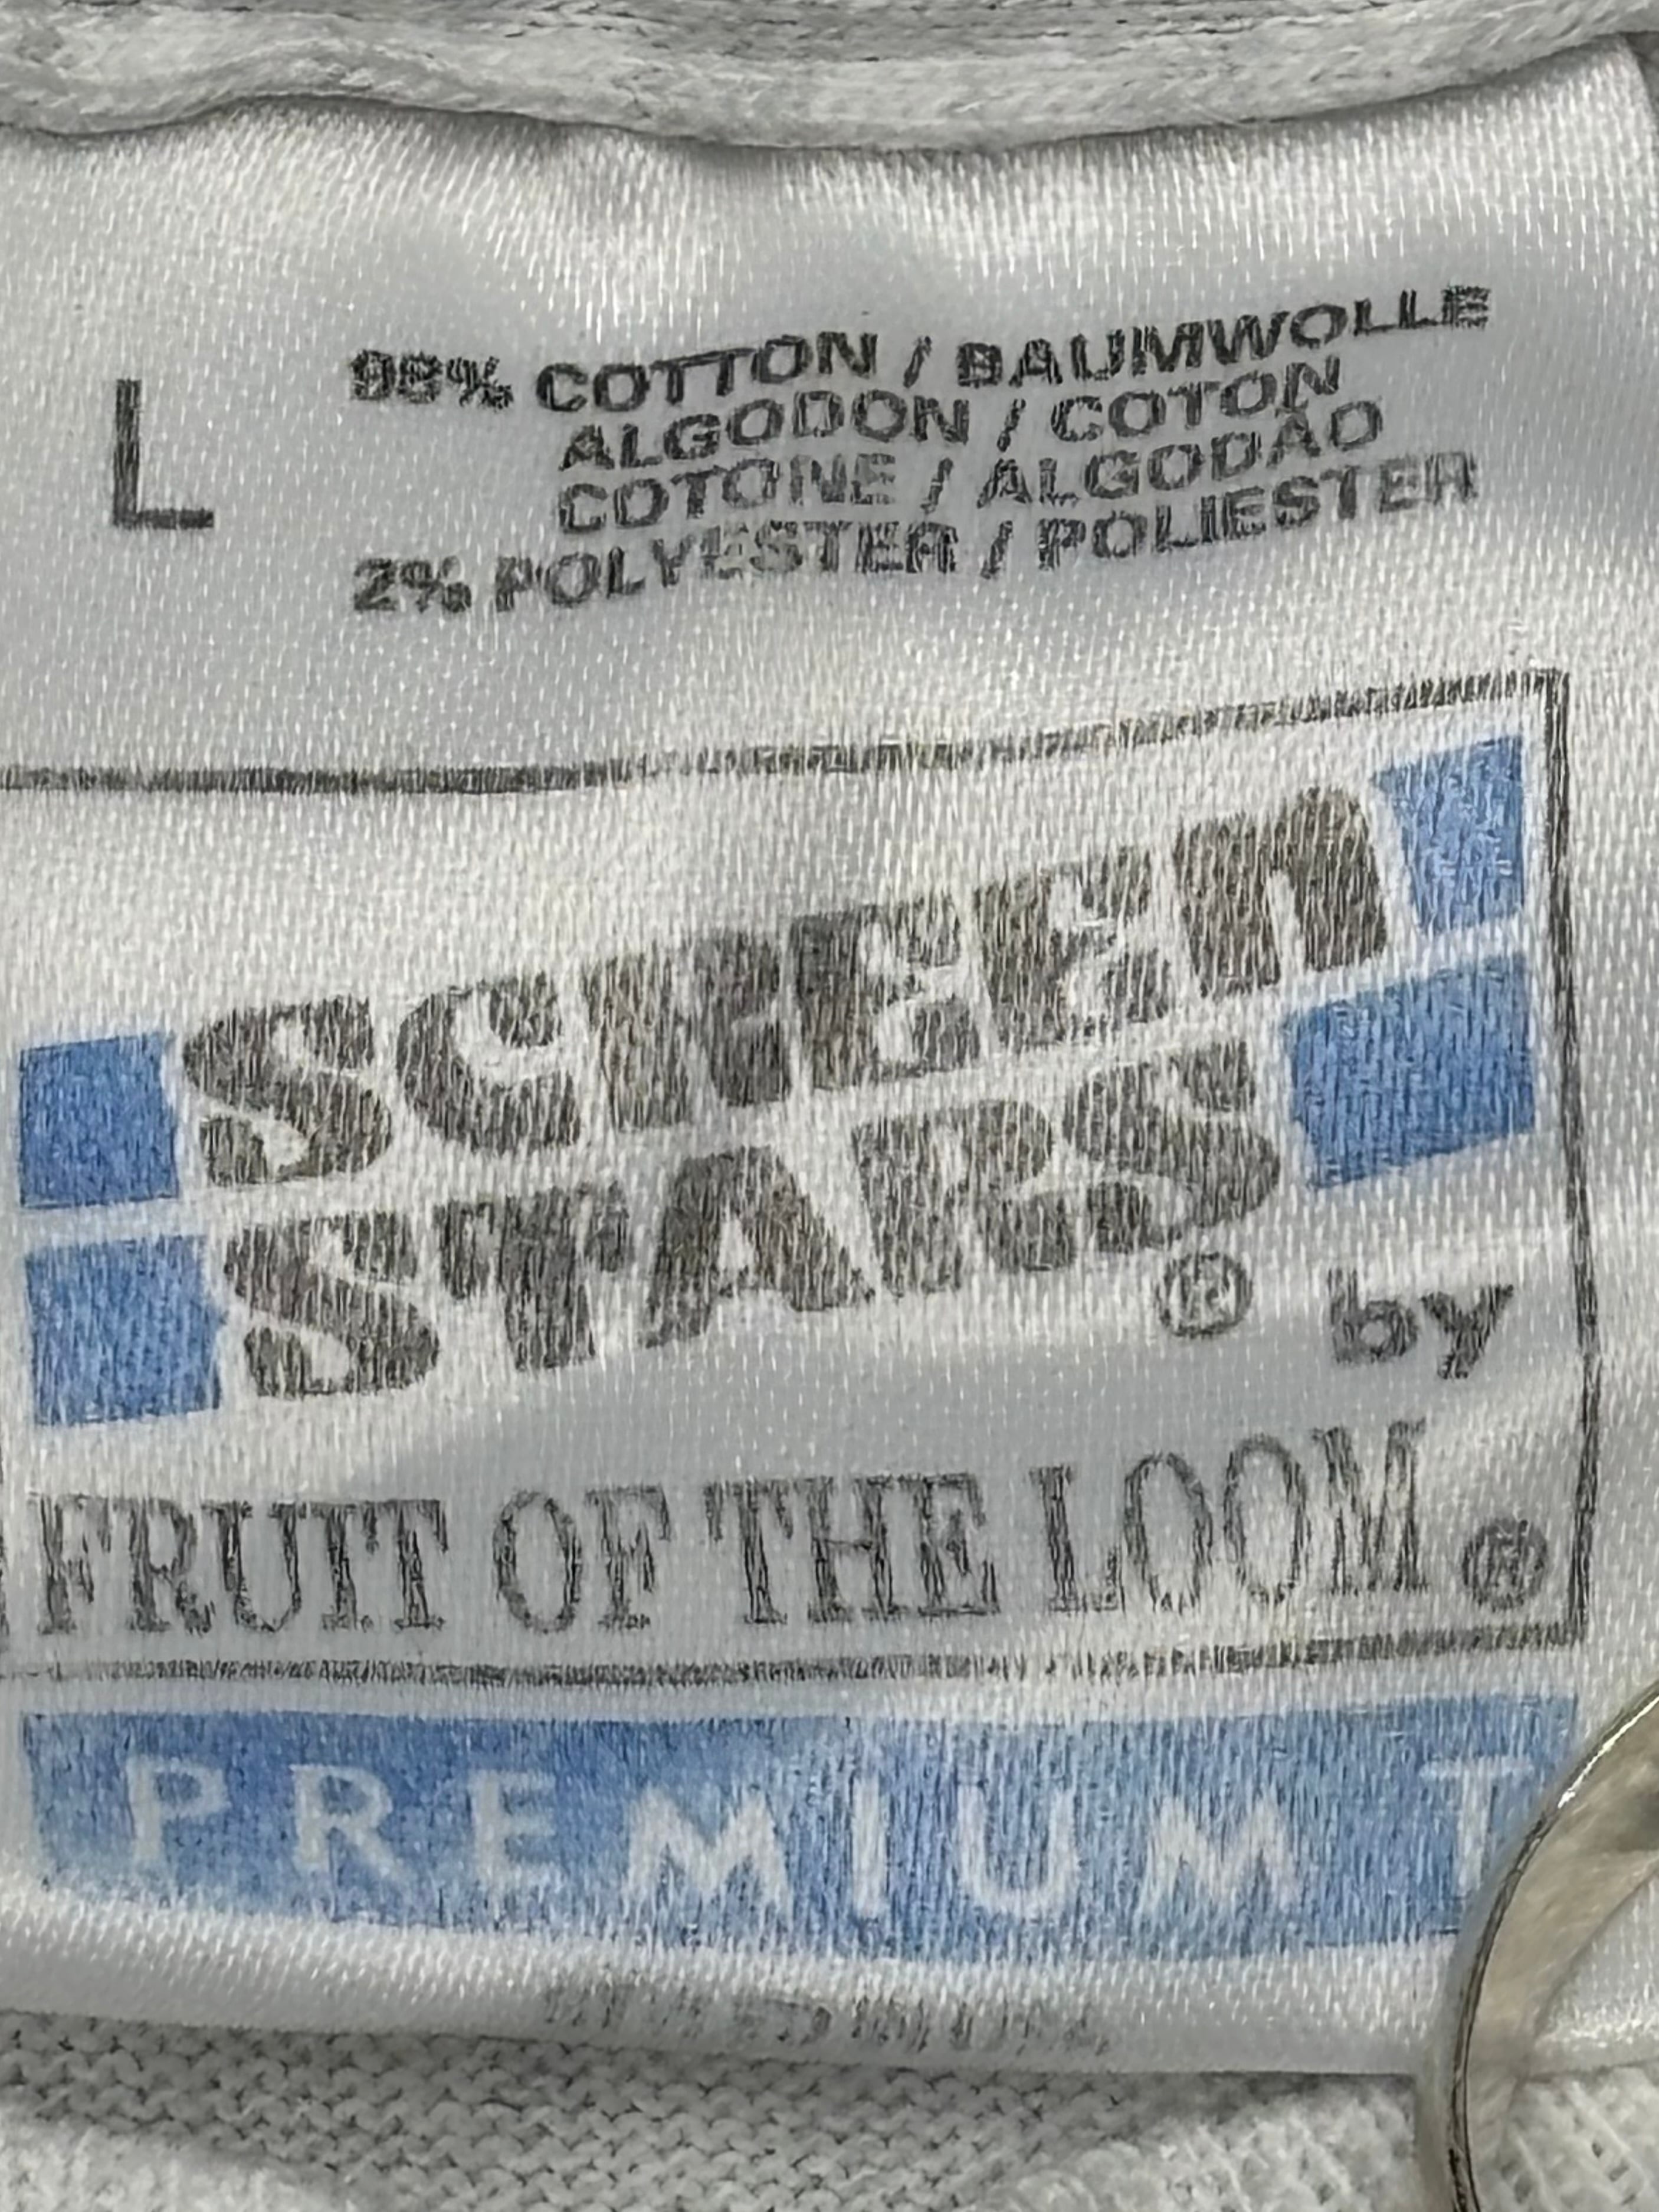 L
98% COTTON / BAUMWOLLE
ALGODON / COTON
COTONE / ALGODÃO
2% POLYESTER / POLIESTER
SCREEN
STARS® by
FRUIT OF THE LOOM®
PREMIUM T